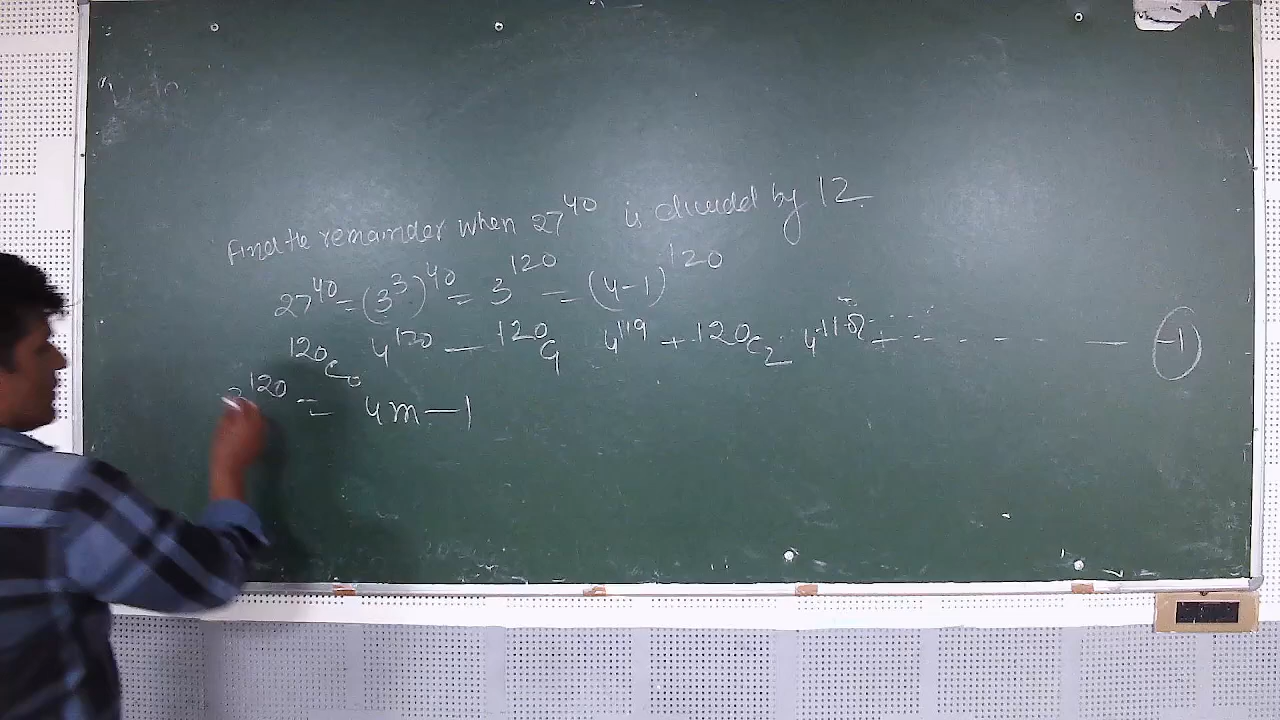 Find the remainder when 27^40 is divided by 12.
27^40 = (3^3)^40 = 3^120 = (4-1)^120
120C0 4^120 - 120C1 4^119 + 120C2 4^118 + - - - - - - - - (-1)
3^120 = 4m-1